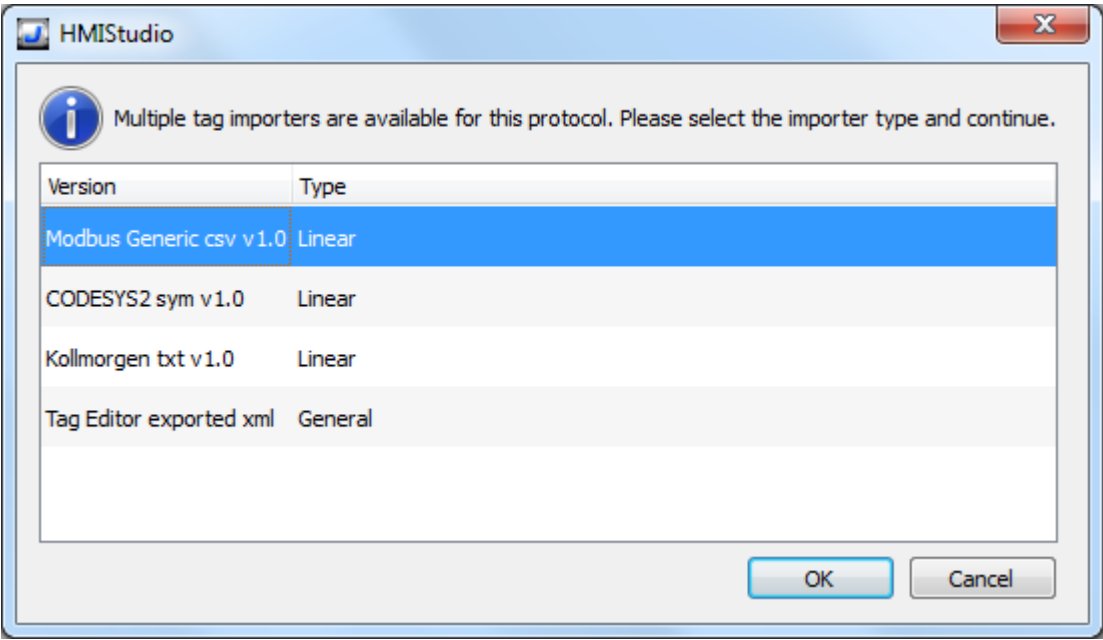 HMIStudio
Multiple tag importers are available for this protocol. Please select the importer type and continue.
Version Type
Modbus Generic csv v1.0 Linear
CODESYS2 sym v1.0 Linear
Kollmorgen txt v1.0 Linear
Tag Editor exported xml General
OK Cancel